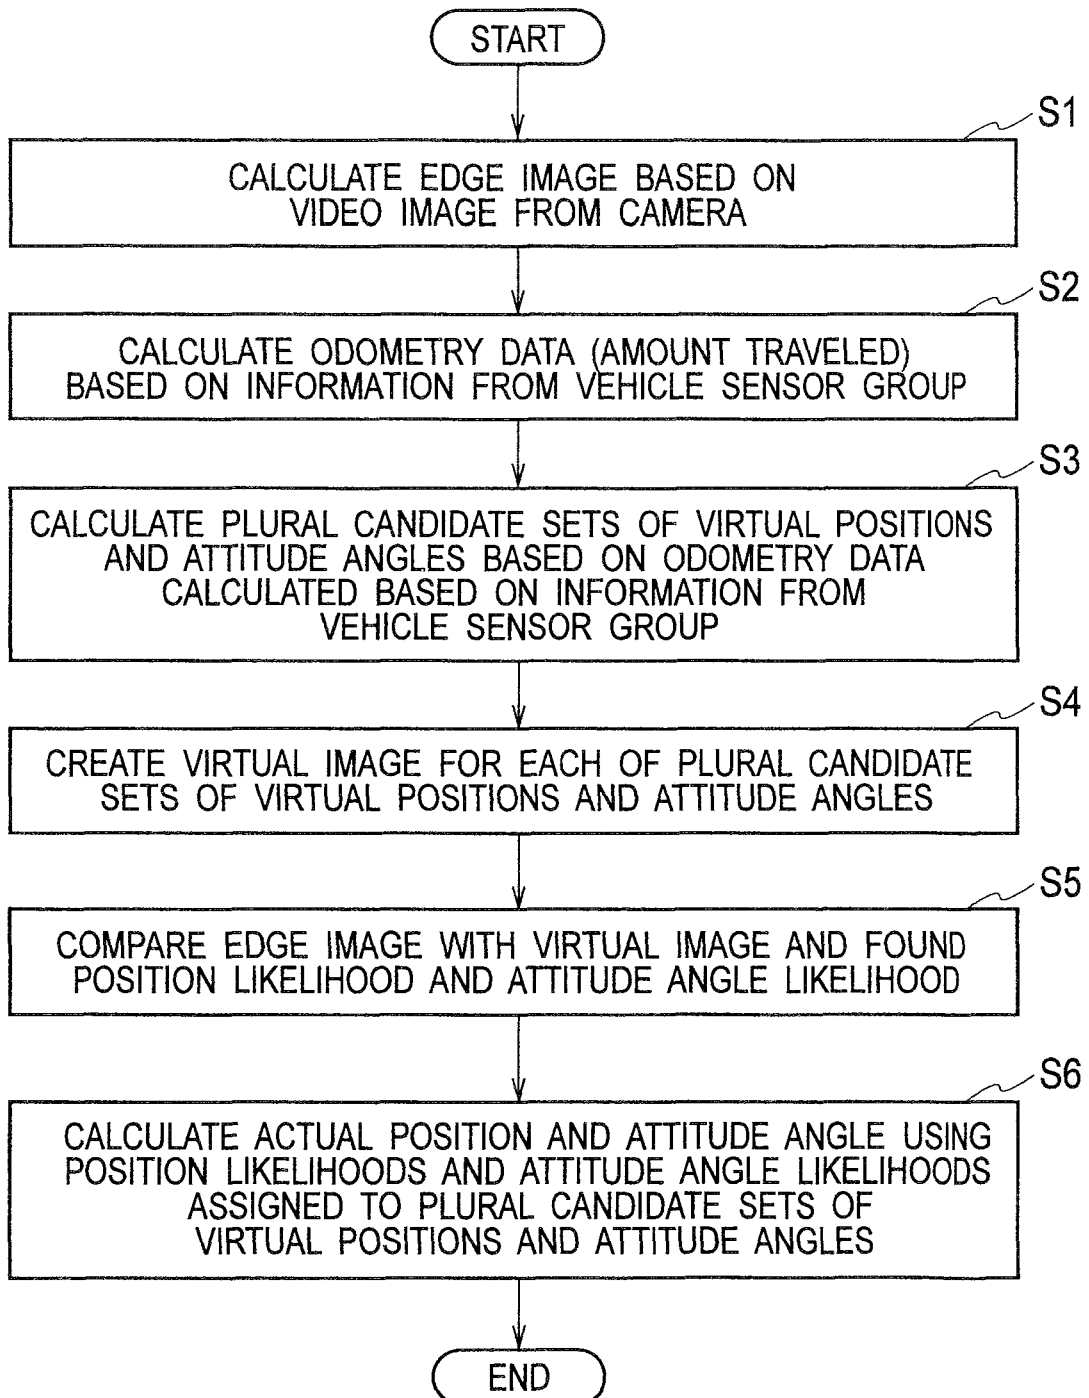 START
S1
CALCULATE EDGE IMAGE BASED ON
VIDEO IMAGE FROM CAMERA
S2
CALCULATE ODOMETRY DATA (AMOUNT TRAVELED)
BASED ON INFORMATION FROM VEHICLE SENSOR GROUP
S3
CALCULATE PLURAL CANDIDATE SETS OF VIRTUAL POSITIONS
AND ATTITUDE ANGLES BASED ON ODOMETRY DATA
CALCULATED BASED ON INFORMATION FROM
VEHICLE SENSOR GROUP
S4
CREATE VIRTUAL IMAGE FOR EACH OF PLURAL CANDIDATE
SETS OF VIRTUAL POSITIONS AND ATTITUDE ANGLES
S5
COMPARE EDGE IMAGE WITH VIRTUAL IMAGE AND FOUND
POSITION LIKELIHOOD AND ATTITUDE ANGLE LIKELIHOOD
S6
CALCULATE ACTUAL POSITION AND ATTITUDE ANGLE USING
POSITION LIKELIHOODS AND ATTITUDE ANGLE LIKELIHOODS
ASSIGNED TO PLURAL CANDIDATE SETS OF
VIRTUAL POSITIONS AND ATTITUDE ANGLES
END